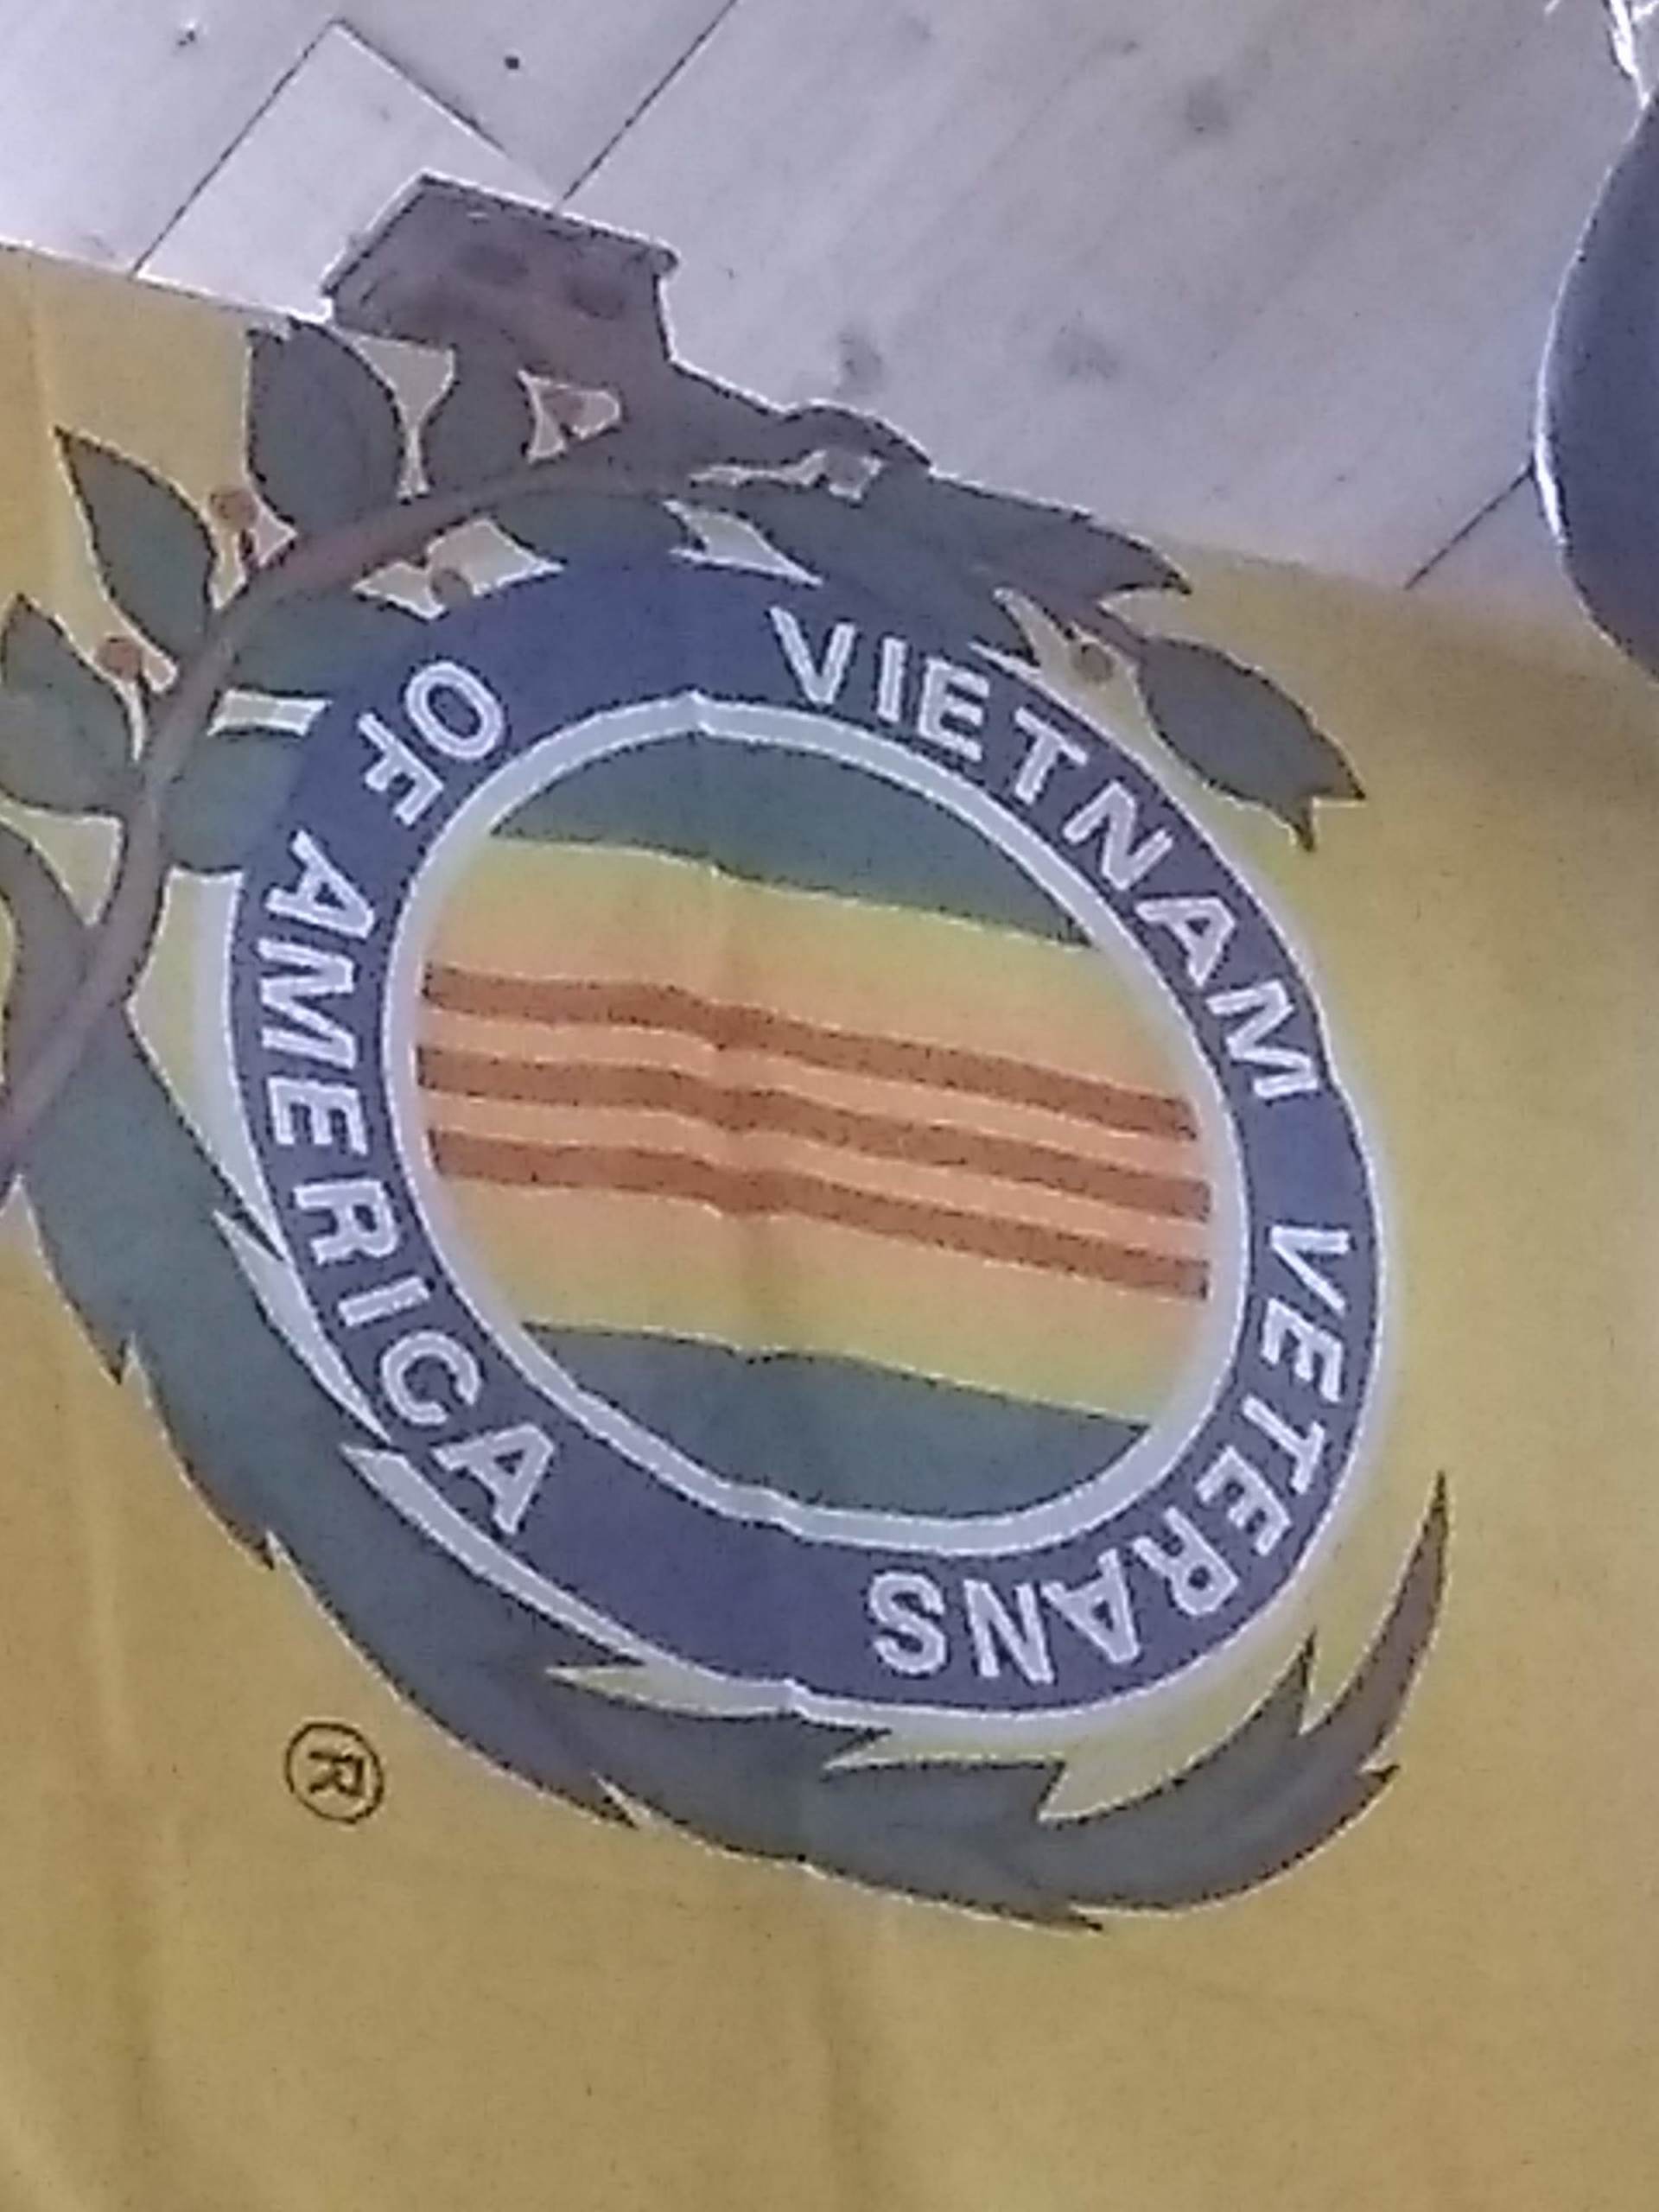 VIETNAM VETERANS
OF AMERICA
®